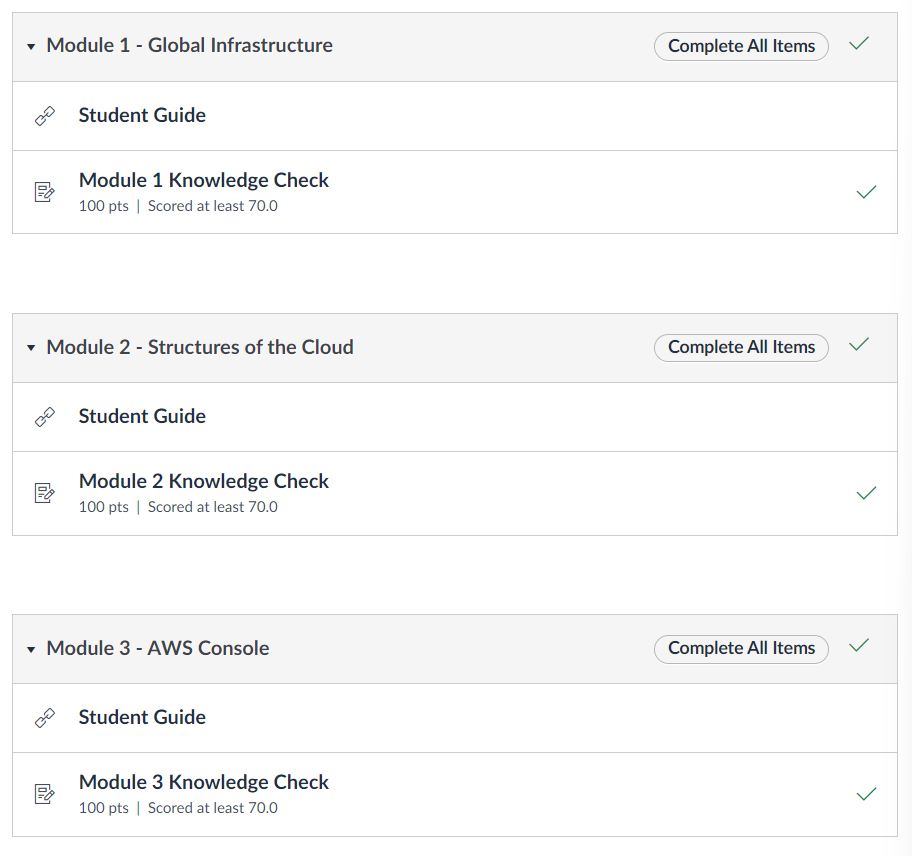 Module 1 - Global Infrastructure Complete All Items
Student Guide
Module 1 Knowledge Check
100 pts | Scored at least 70.0
Module 2 - Structures of the Cloud Complete All Items
Student Guide
Module 2 Knowledge Check
100 pts | Scored at least 70.0
Module 3 - AWS Console Complete All Items
Student Guide
Module 3 Knowledge Check
100 pts | Scored at least 70.0